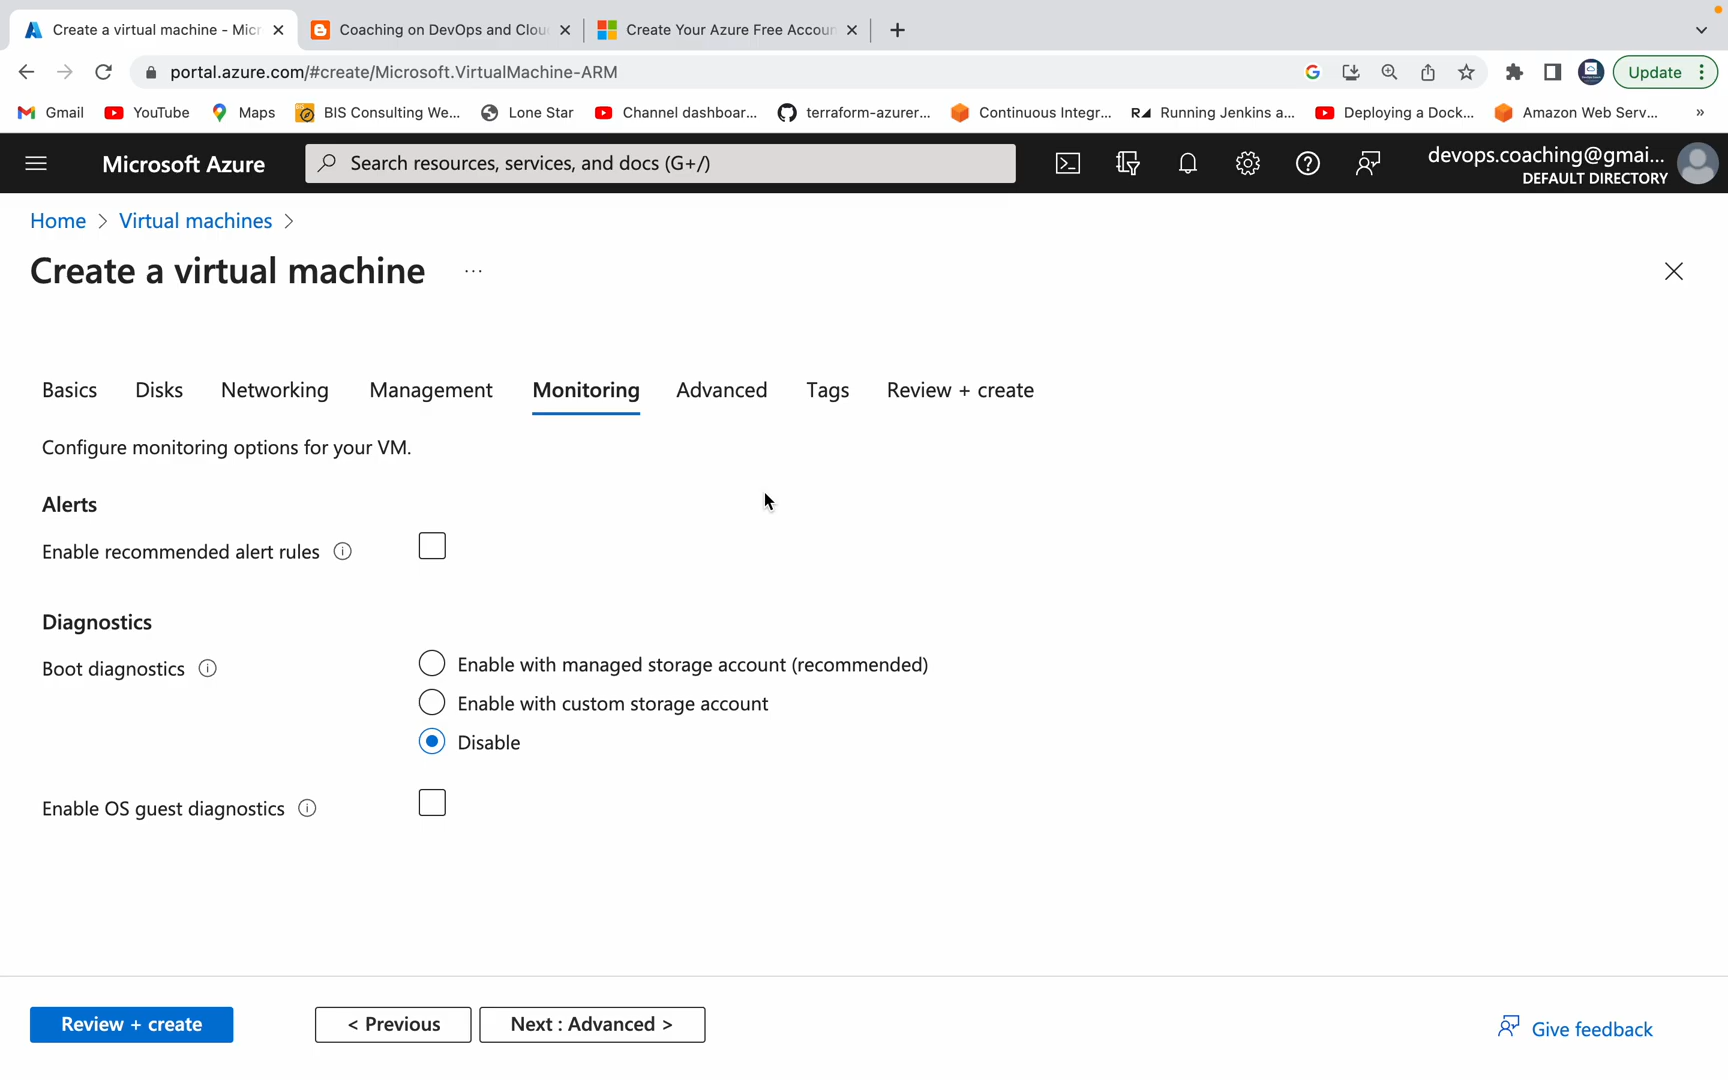 Create a virtual machine - Micr
Coaching on DevOps and Clou
Create Your Azure Free Accoun
portal.azure.com/#create/Microsoft.VirtualMachine-ARM
Update
Gmail
YouTube
Maps
BIS Consulting We...
Lone Star
Channel dashboar...
terraform-azurer...
Continuous Integr...
Running Jenkins a...
Deploying a Dock...
Amazon Web Serv...
»
Microsoft Azure
Search resources, services, and docs (G+/)
devops.coaching@gmai...
DEFAULT DIRECTORY
Home > Virtual machines >
Create a virtual machine ...
Basics Disks Networking Management Monitoring Advanced Tags Review + create
Configure monitoring options for your VM.
Alerts
Enable recommended alert rules
Diagnostics
Boot diagnostics
Enable with managed storage account (recommended)
Enable with custom storage account
Disable
Enable OS guest diagnostics
Review + create
< Previous
Next : Advanced >
Give feedback